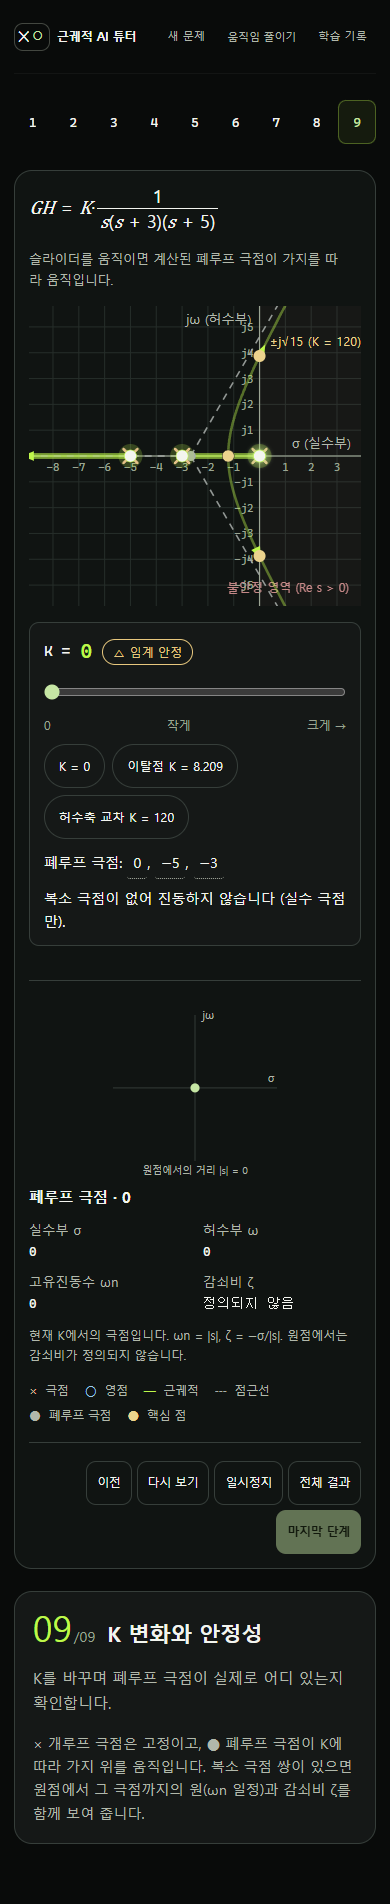 XO 근궤적 AI 튜터 새 문제 움직임 풀이기 학습 기록
1 2 3 4 5 6 7 8 9
GH = K· 1
s(s + 3)(s + 5)
슬라이더를 움직이면 계산된 폐루프 극점이 가지를 따
라 움직입니다.
jω (허수부)
j5
j4
±j√15 (K = 120)
j3
j2
j1
σ (실수부)
−8 −7 −6 −5 −4 −3 −2 −1 1 2 3
−j1
−j2
−j3
−j4
불안정 영역 (Re s > 0)
K = 0 △ 임계 안정
0 작게 크게 →
K = 0 이탈점 K = 8.209
허수축 교차 K = 120
폐루프 극점: 0 , −5 , −3
복소 극점이 없어 진동하지 않습니다 (실수 극점
만).
jω
σ
원점에서의 거리 |s| = 0
폐루프 극점 · 0
실수부 σ 허수부 ω
0 0
고유진동수 ωn 감쇠비 ζ
0 정의되지 않음
현재 K에서의 극점입니다. ωn = |s|, ζ = −σ/|s|. 원점에서는
감쇠비가 정의되지 않습니다.
× 극점 ○ 영점 — 근궤적 --- 점근선
● 폐루프 극점 ● 핵심 점
이전 다시 보기 일시정지 전체 결과
마지막 단계
09/09 K 변화와 안정성
K를 바꾸며 폐루프 극점이 실제로 어디 있는지
확인합니다.
× 개루프 극점은 고정이고, ● 폐루프 극점이 K에
따라 가지 위를 움직입니다. 복소 극점 쌍이 있으면
원점에서 그 극점까지의 원(ωn 일정)과 감쇠비 ζ를
함께 보여 줍니다.